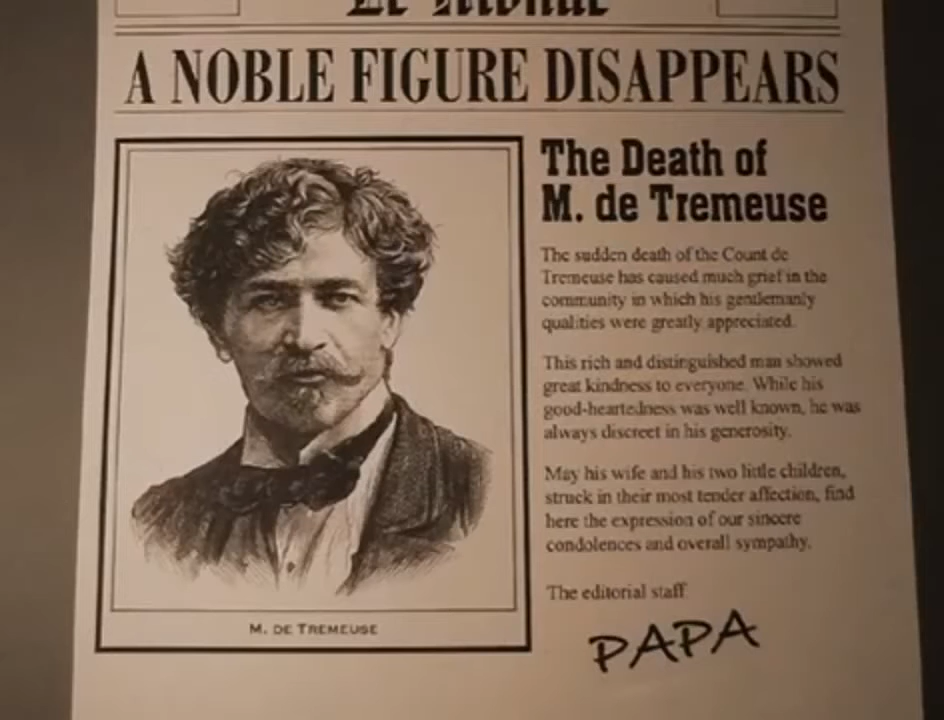 Le Monde
A NOBLE FIGURE DISAPPEARS
The Death of
M. de Tremeuse
The sudden death of the Count de
Tremeuse has caused much grief in the
community in which his gentlemanly
qualities were greatly appreciated.
This rich and distinguished man showed
great kindness to everyone. While his
good-heartedness was well known, he was
always discreet in his generosity.
May his wife and his two little children,
struck in their most tender affection, find
here the expression of our sincere
condolences and overall sympathy.
The editorial staff
PAPA
M. DE TREMEUSE